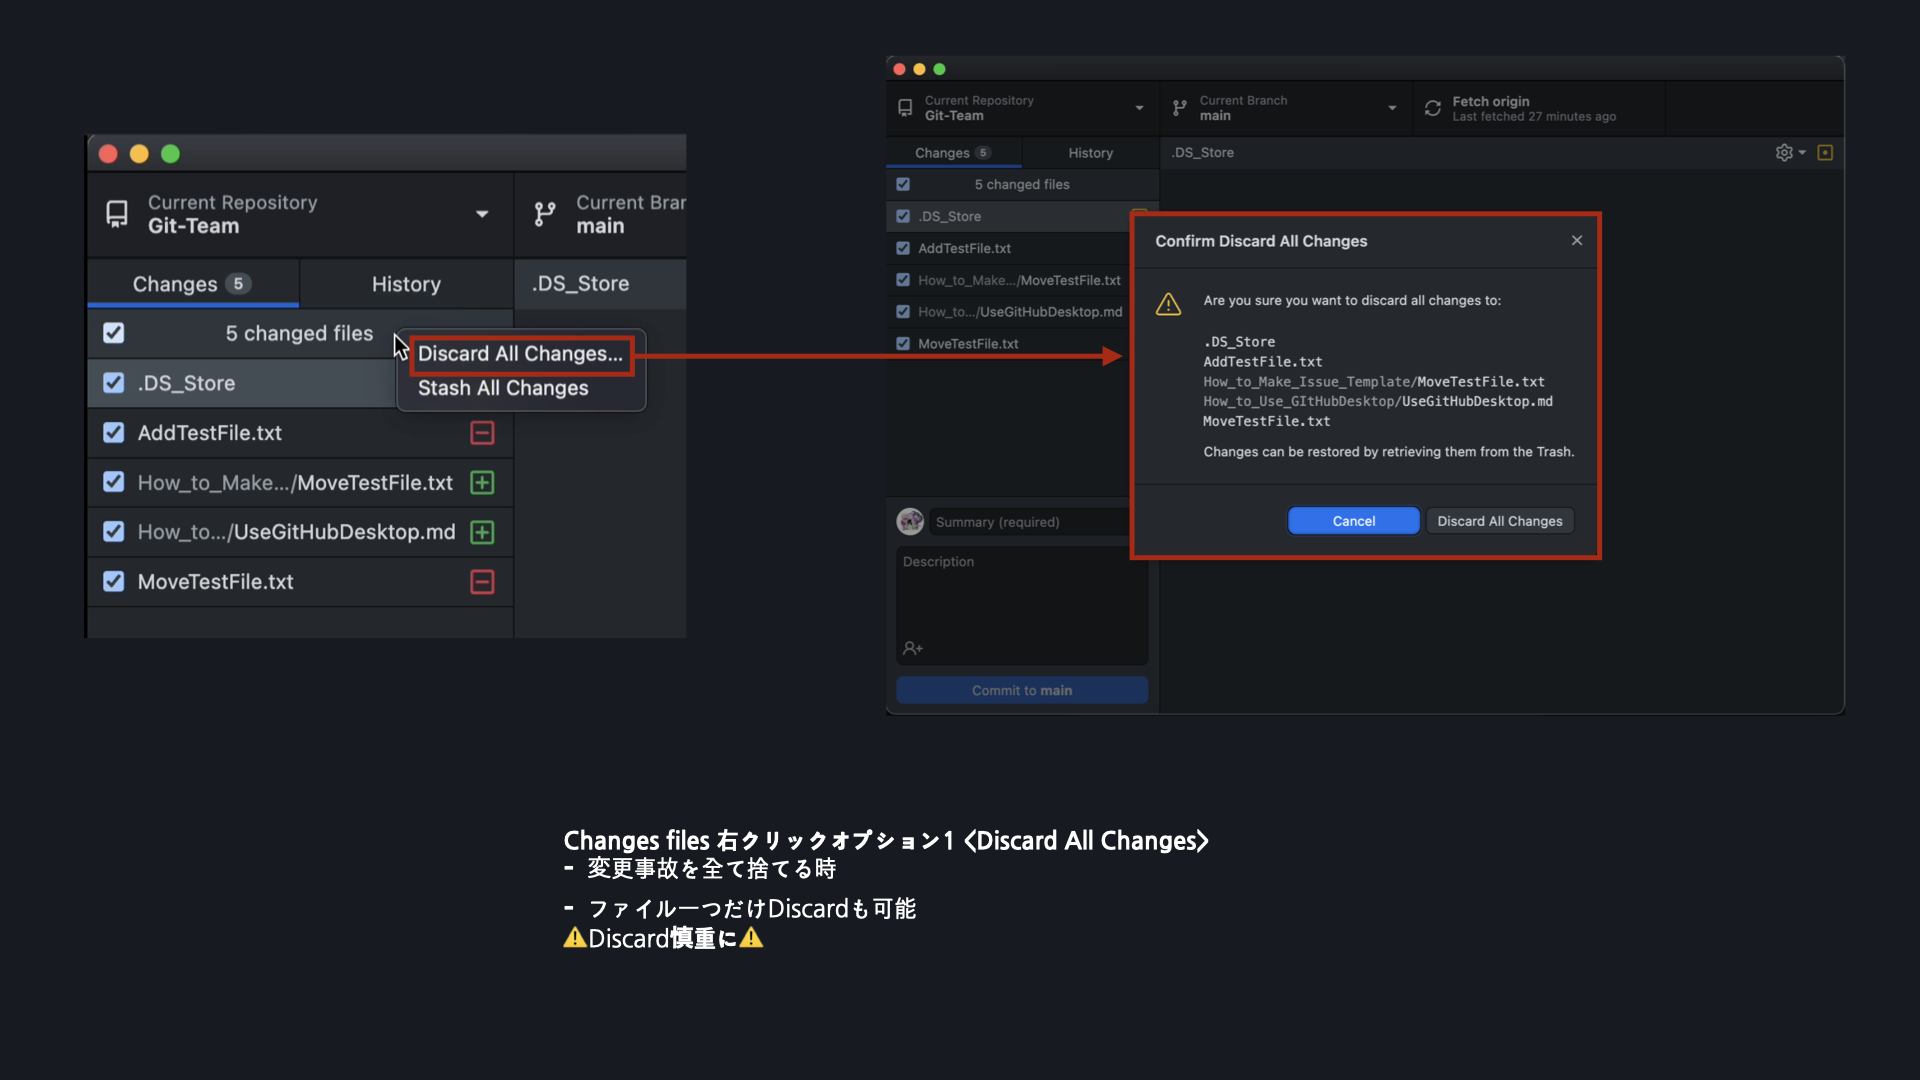 Current Repository
Git-Team
Current Bran
main
Changes 5
History
.DS_Store
5 changed files
Discard All Changes...
Stash All Changes
.DS_Store
AddTestFile.txt
How_to_Make.../MoveTestFile.txt
How_to.../UseGitHubDesktop.md
MoveTestFile.txt
Current Repository
Git-Team
Current Branch
main
Fetch origin
Last fetched 27 minutes ago
Changes 5
History
.DS_Store
5 changed files
.DS_Store
AddTestFile.txt
How_to_Make.../MoveTestFile.txt
How_to.../UseGitHubDesktop.md
MoveTestFile.txt
Summary (required)
Description
Commit to main
Confirm Discard All Changes
Are you sure you want to discard all changes to:
.DS_Store
AddTestFile.txt
How_to_Make_Issue_Template/MoveTestFile.txt
How_to_Use_GItHubDesktop/UseGitHubDesktop.md
MoveTestFile.txt
Changes can be restored by retrieving them from the Trash.
Cancel
Discard All Changes
Changes files 右クリックオプション1 <Discard All Changes>
- 変更事故を全て捨てる時
- ファイル一つだけDiscardも可能
⚠️Discard慎重に⚠️